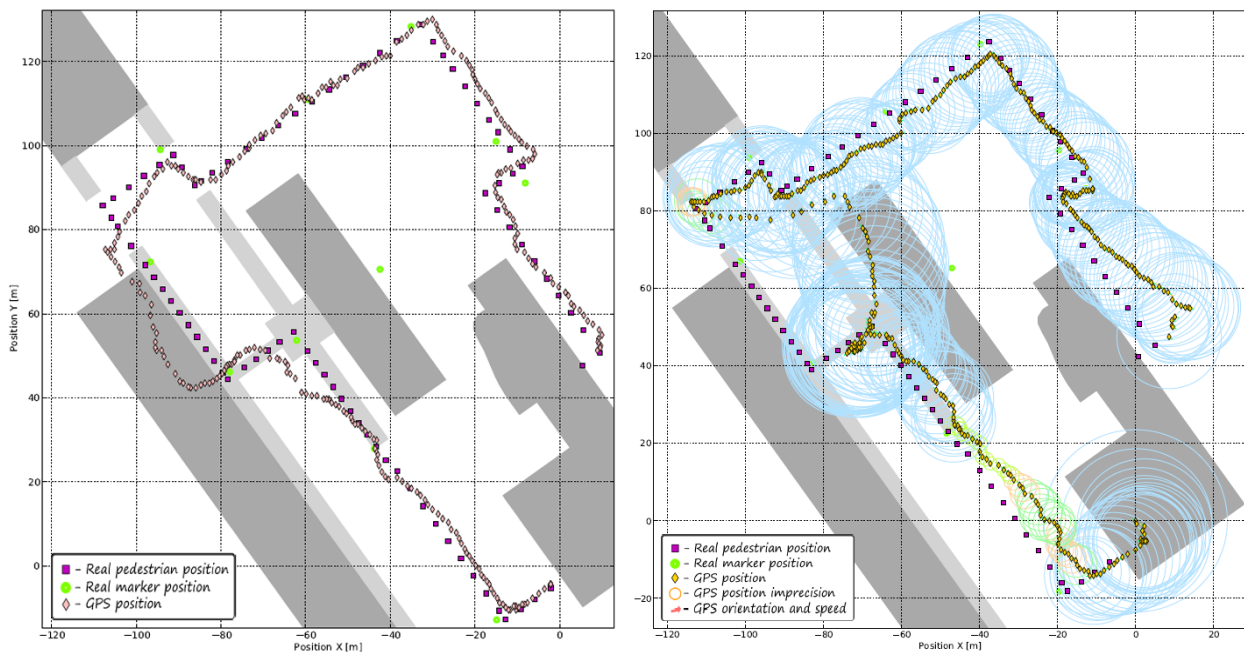 120
100
80
60
40
20
0
Position Y [m]
−120
−100
−80
−60
−40
−20
0
Position X [m]
- Real pedestrian position
- Real marker position
- GPS position
120
100
80
60
40
20
0
−20
−120
−100
−80
−60
−40
−20
0
20
Position X [m]
- Real pedestrian position
- Real marker position
- GPS position
- GPS position imprecision
- GPS orientation and speed